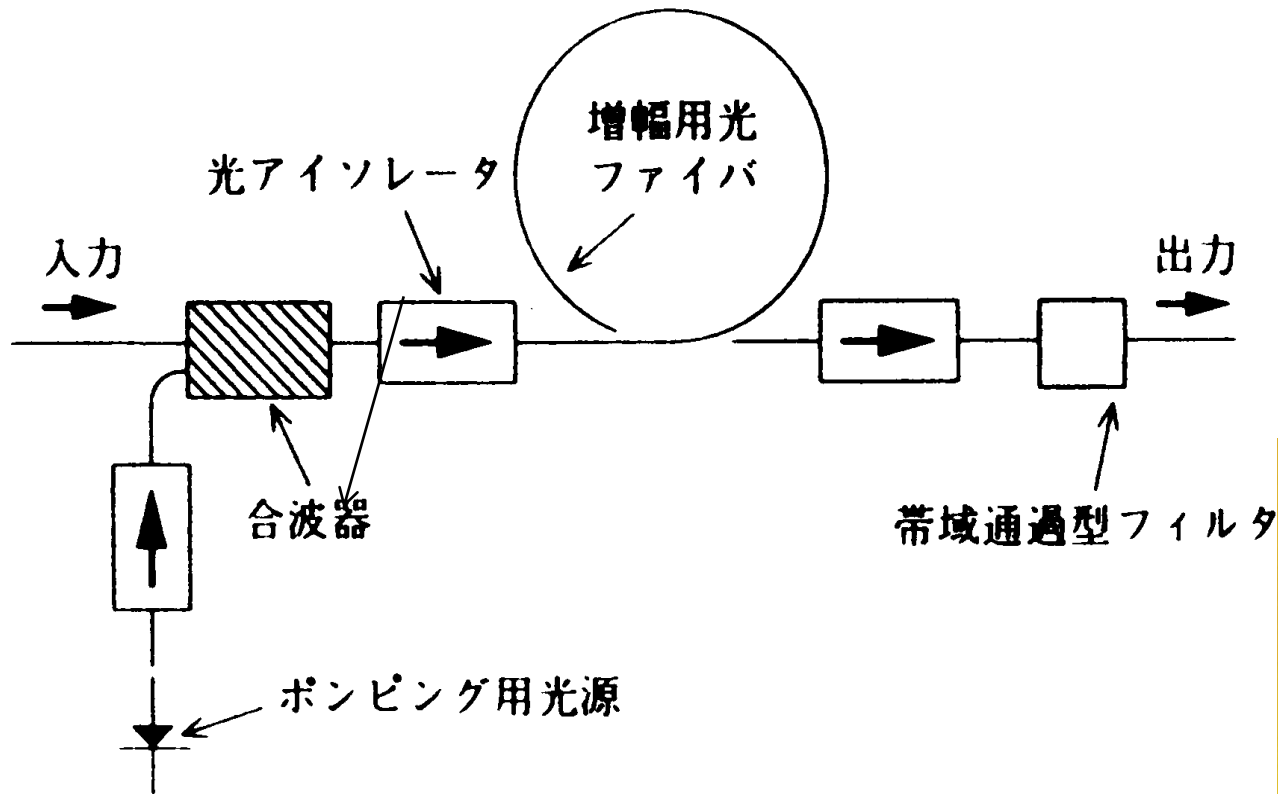 増幅用光
ファイバ
光アイソレータ
入力
出力
合波器
帯域通過型フィルタ
ポンピング用光源